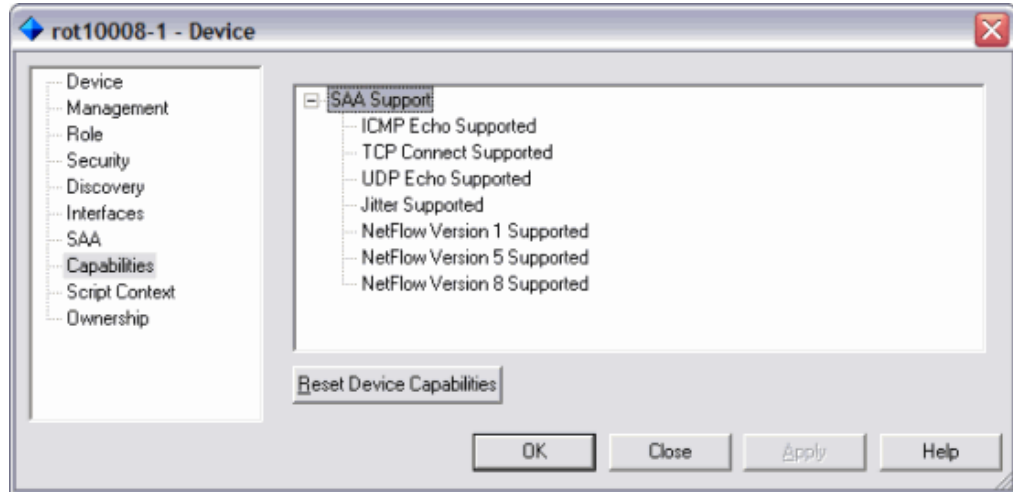 rot10008-1 - Device
Device
Management
Role
Security
Discovery
Interfaces
SAA
Capabilities
Script Context
Ownership
SAA Support
ICMP Echo Supported
TCP Connect Supported
UDP Echo Supported
Jitter Supported
NetFlow Version 1 Supported
NetFlow Version 5 Supported
NetFlow Version 8 Supported
Reset Device Capabilities
OK Close Apply Help